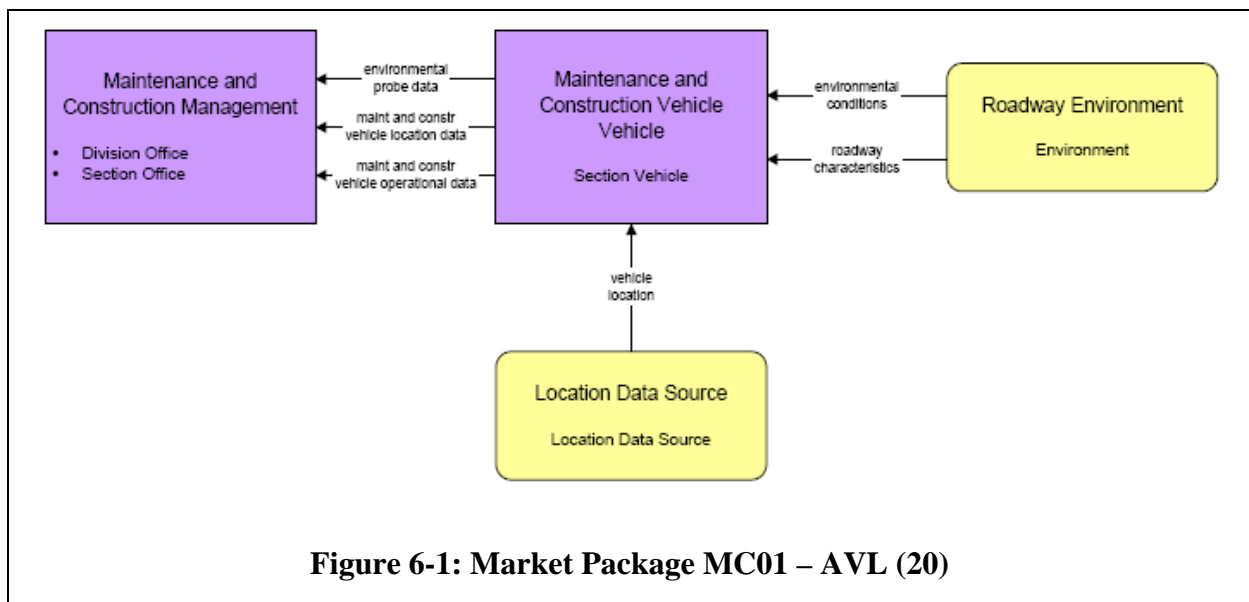 Maintenance and
Construction Management
• Division Office
• Section Office
environmental
probe data
maint and constr
vehicle location data
maint and constr
vehicle operational data
Maintenance and
Construction Vehicle
Vehicle
Section Vehicle
environmental
conditions
roadway
characteristics
Roadway Environment
Environment
vehicle
location
Location Data Source
Location Data Source
Figure 6-1: Market Package MC01 – AVL (20)